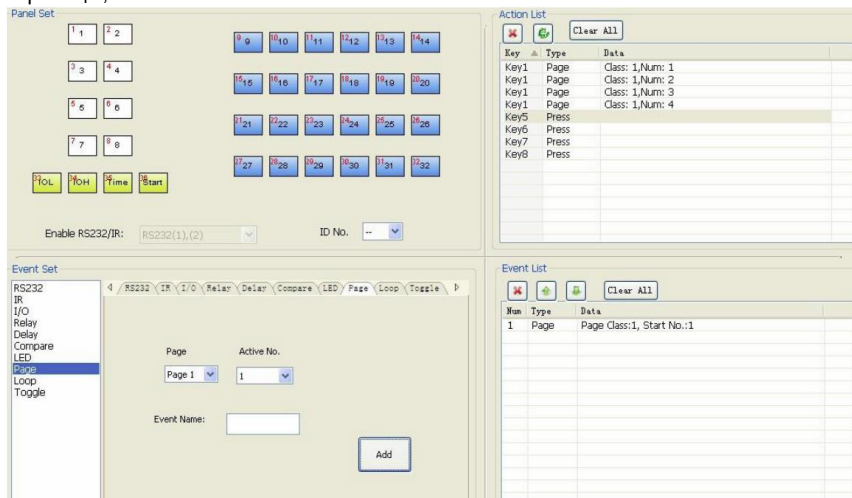 Panel Set
1 1
2 2
3 3
4 4
5 5
6 6
7 7
8 8
9 9
10 10
11 11
12 12
13 13
14 14
15 15
16 16
17 17
18 18
19 19
20 20
21 21
22 22
23 23
24 24
25 25
26 26
27 27
28 28
29 29
30 30
31 31
32 32
33 IOL
34 IOH
35 Time
36 Start
Enable RS232/IR: RS232(1),(2)
ID No. --
Action List
Clear All
Key Type Data
Key1 Page Class: 1,Num: 1
Key1 Page Class: 1,Num: 2
Key1 Page Class: 1,Num: 3
Key1 Page Class: 1,Num: 4
Key5 Press
Key6 Press
Key7 Press
Key8 Press
Event Set
RS232
IR
I/O
Relay
Delay
Compare
LED
Page
Loop
Toggle
RS232 IR I/O Relay Delay Compare LED Page Loop Toggle
Page Active No.
Page 1 1
Event Name:
Add
Event List
Clear All
Num Type Data
1 Page Page Class:1, Start No.:1